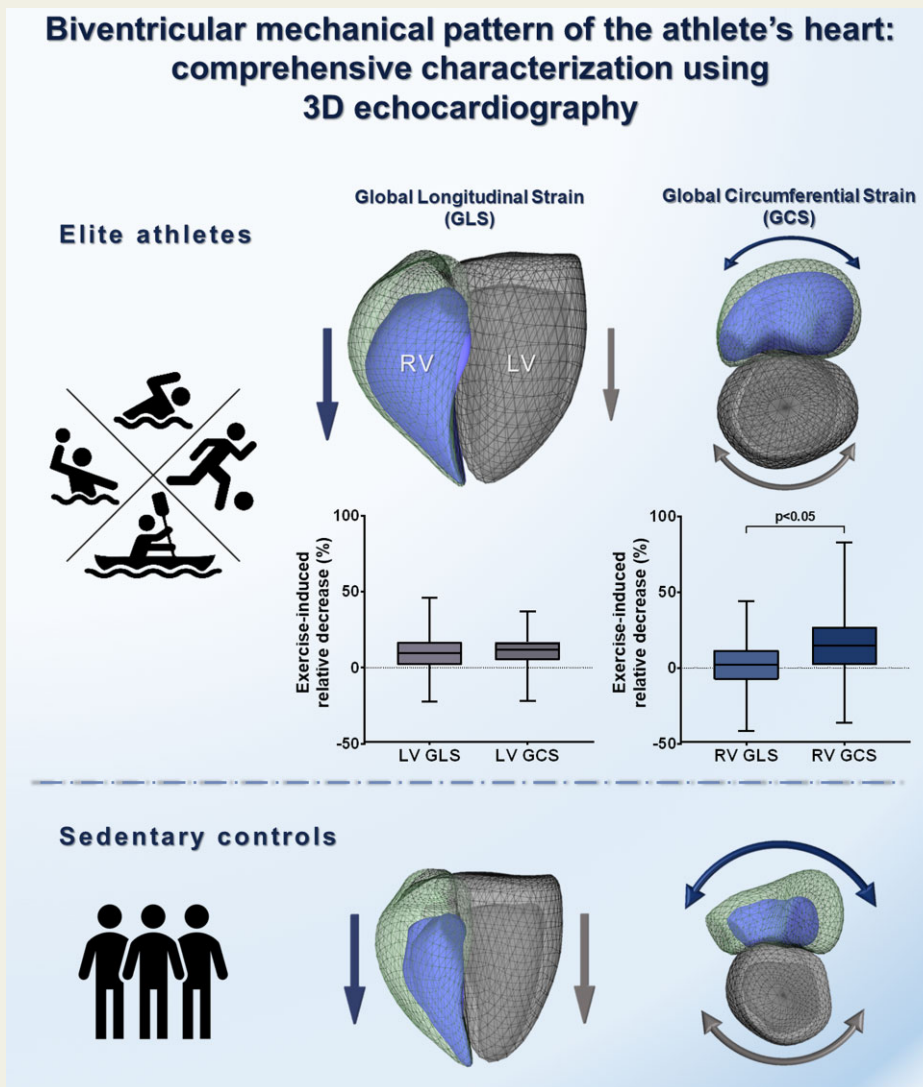 Biventricular mechanical pattern of the athlete's heart:
comprehensive characterization using
3D echocardiography
Elite athletes
Global Longitudinal Strain
(GLS)
Global Circumferential Strain
(GCS)
RV
LV
Exercise-induced
relative decrease (%)
100
50
0
-50
LV GLS
LV GCS
Exercise-induced
relative decrease (%)
100
50
0
-50
p<0.05
RV GLS
RV GCS
Sedentary controls